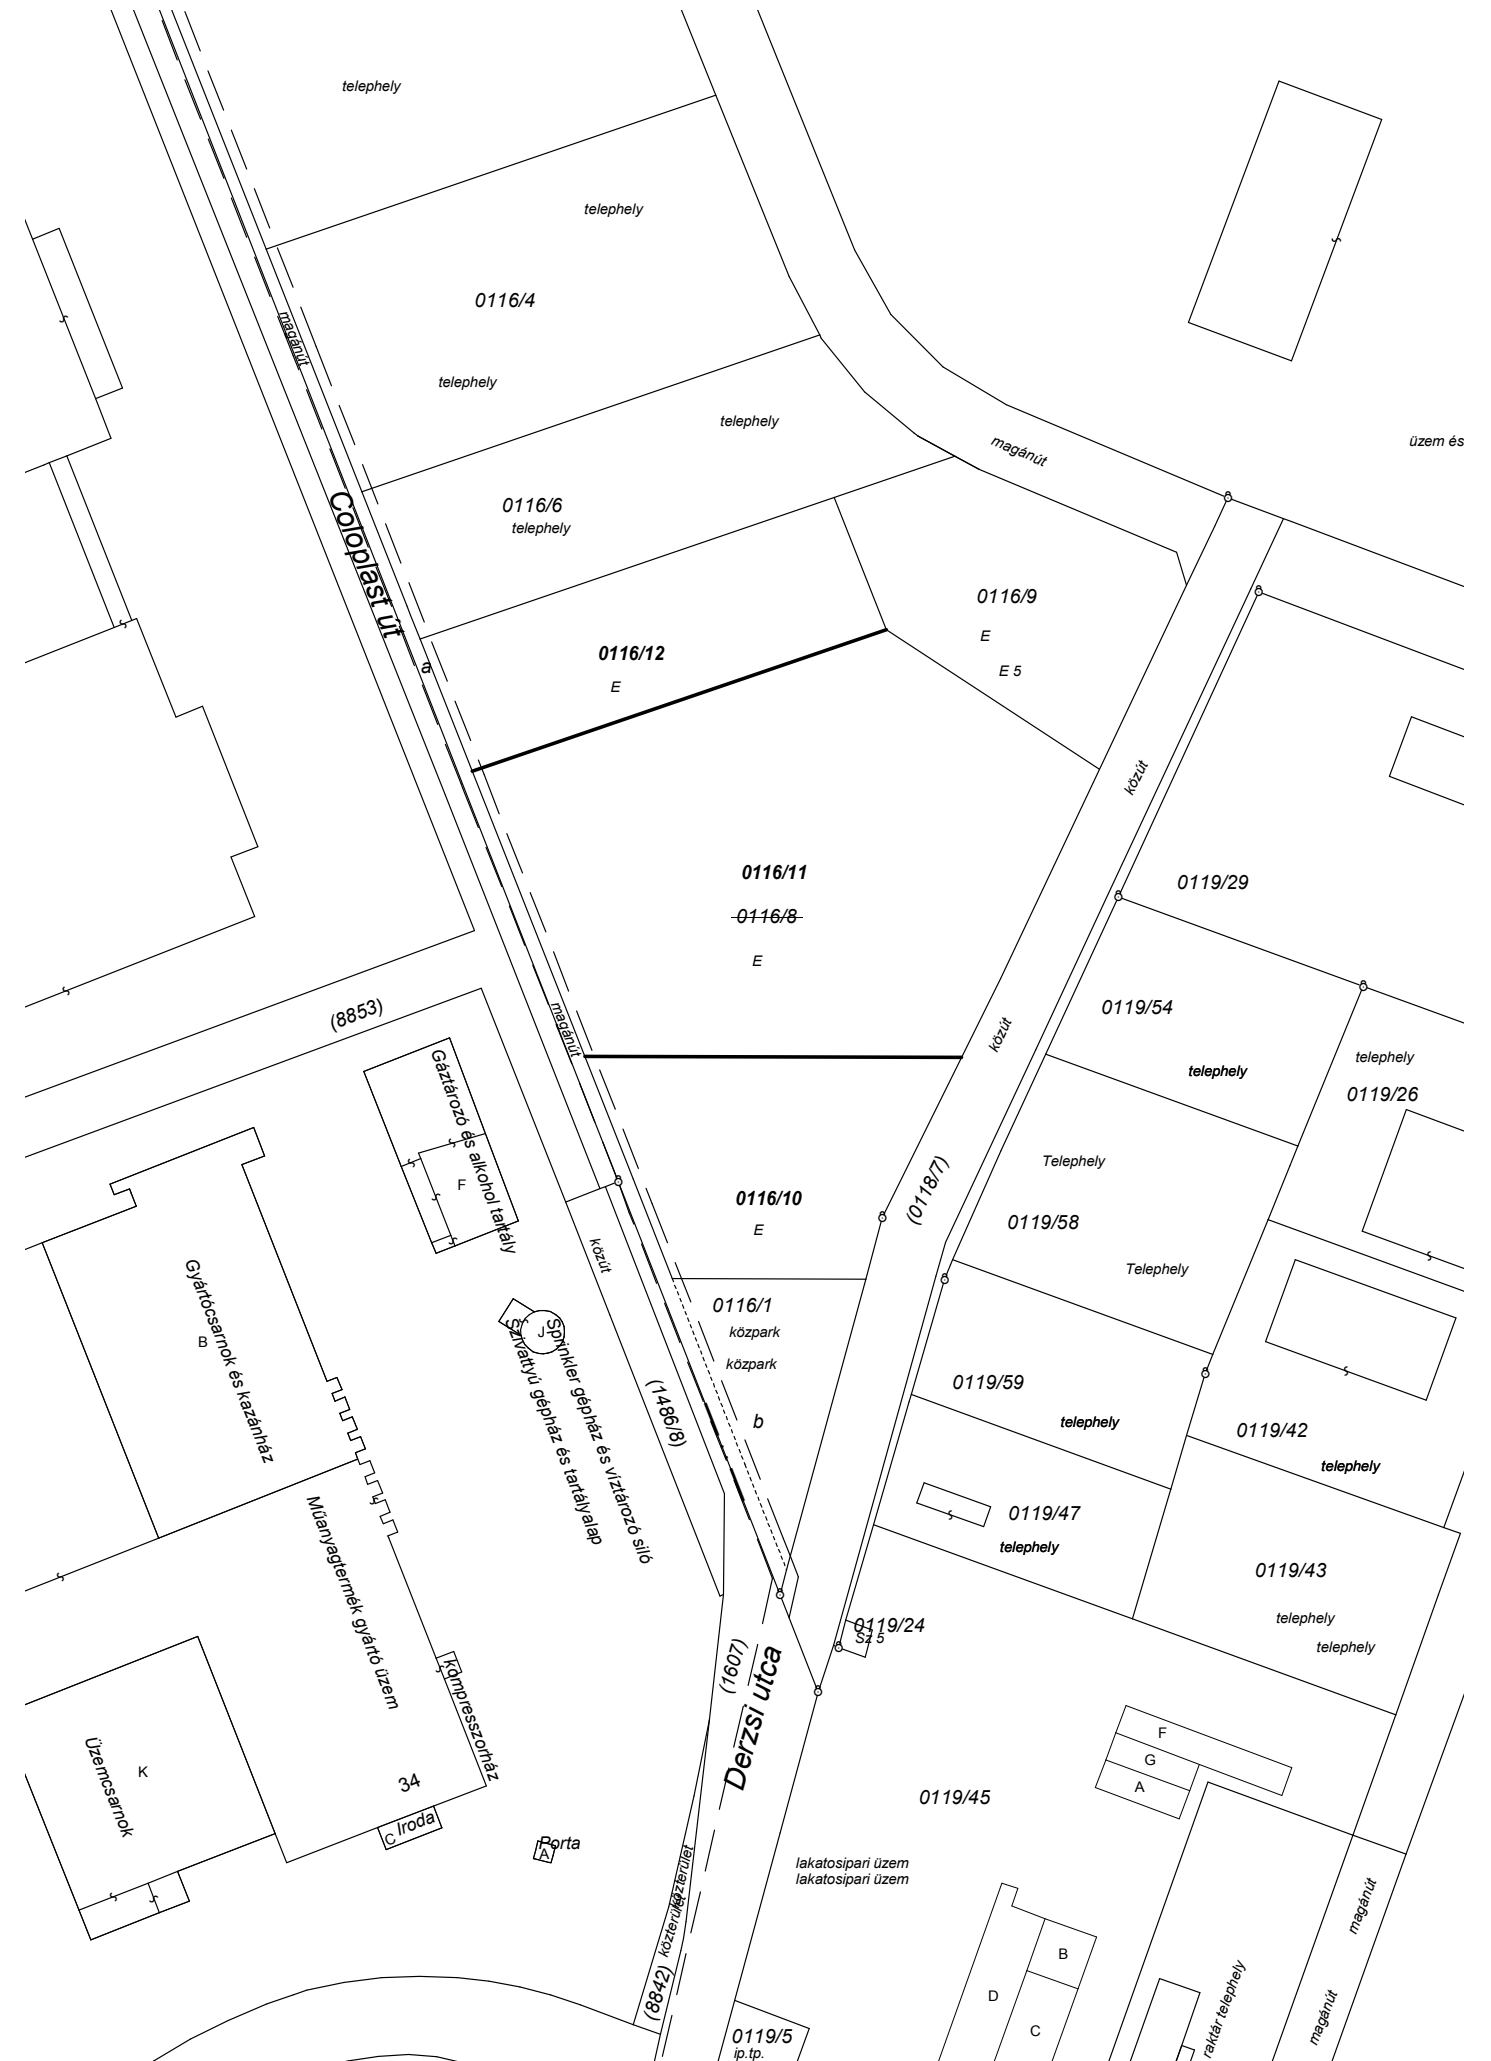 telephely
telephely
0116/4
magánút
telephely
telephely
magánút
üzem és
Coloplast út
0116/6
telephely
0116/9
E
E 5
0116/12
E
közút
0116/11
0116/8
E
0119/29
(8853)
magánút
közút
0119/54
telephely
telephely
0119/26
Gáztározó és alkohol tartály
F
Telephely
0116/10
E
(0118/7)
0119/58
Telephely
közút
Gyártócsarnok és kazánház
B
0116/1
közpark
közpark
J
Szivattyú gépház és tartályalap
Sprinkler gépház és víztározó siló
(1486/8)
b
0119/59
telephely
0119/42
telephely
0119/47
telephely
Műanyagtermék gyártó üzem
0119/43
telephely
telephely
0119/24
Sz 5
(1607)
Derzsi utca
kompresszorház
Üzemcsarnok
K
34
Iroda
C
Porta
A
F
G
A
0119/45
lakatosipari üzem
lakatosipari üzem
közterület
közterület
(8842)
magánút
B
D
C
magánút
raktár telephely
0119/5
ip.tp.